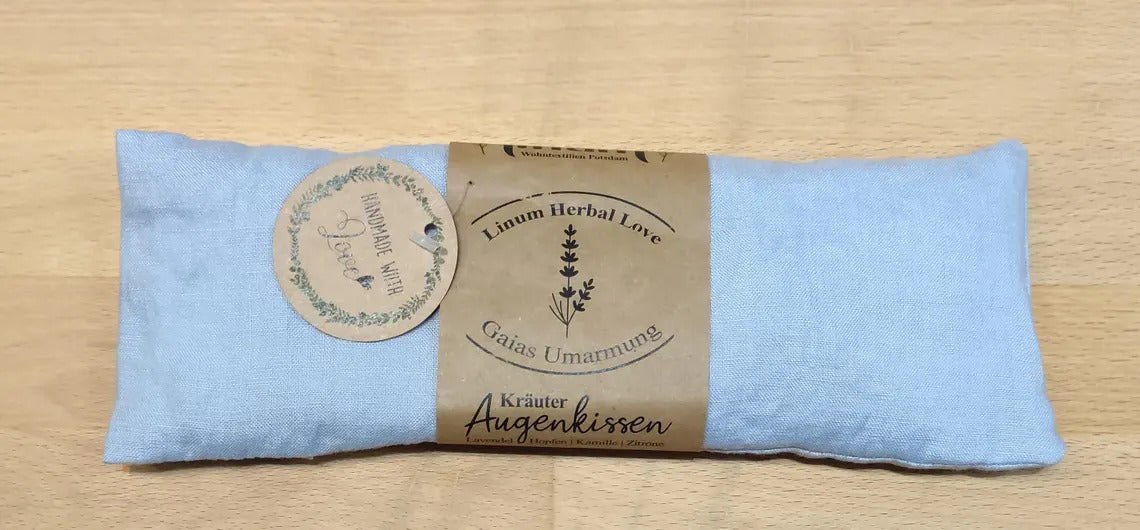 HANDMADE WITH
Love
Wohntextilien Potsdam
Linum Herbal Love
Gaias Umarmung
Kräuter
Augenkissen
Lavendel | Hopfen | Kamille | Zitrone